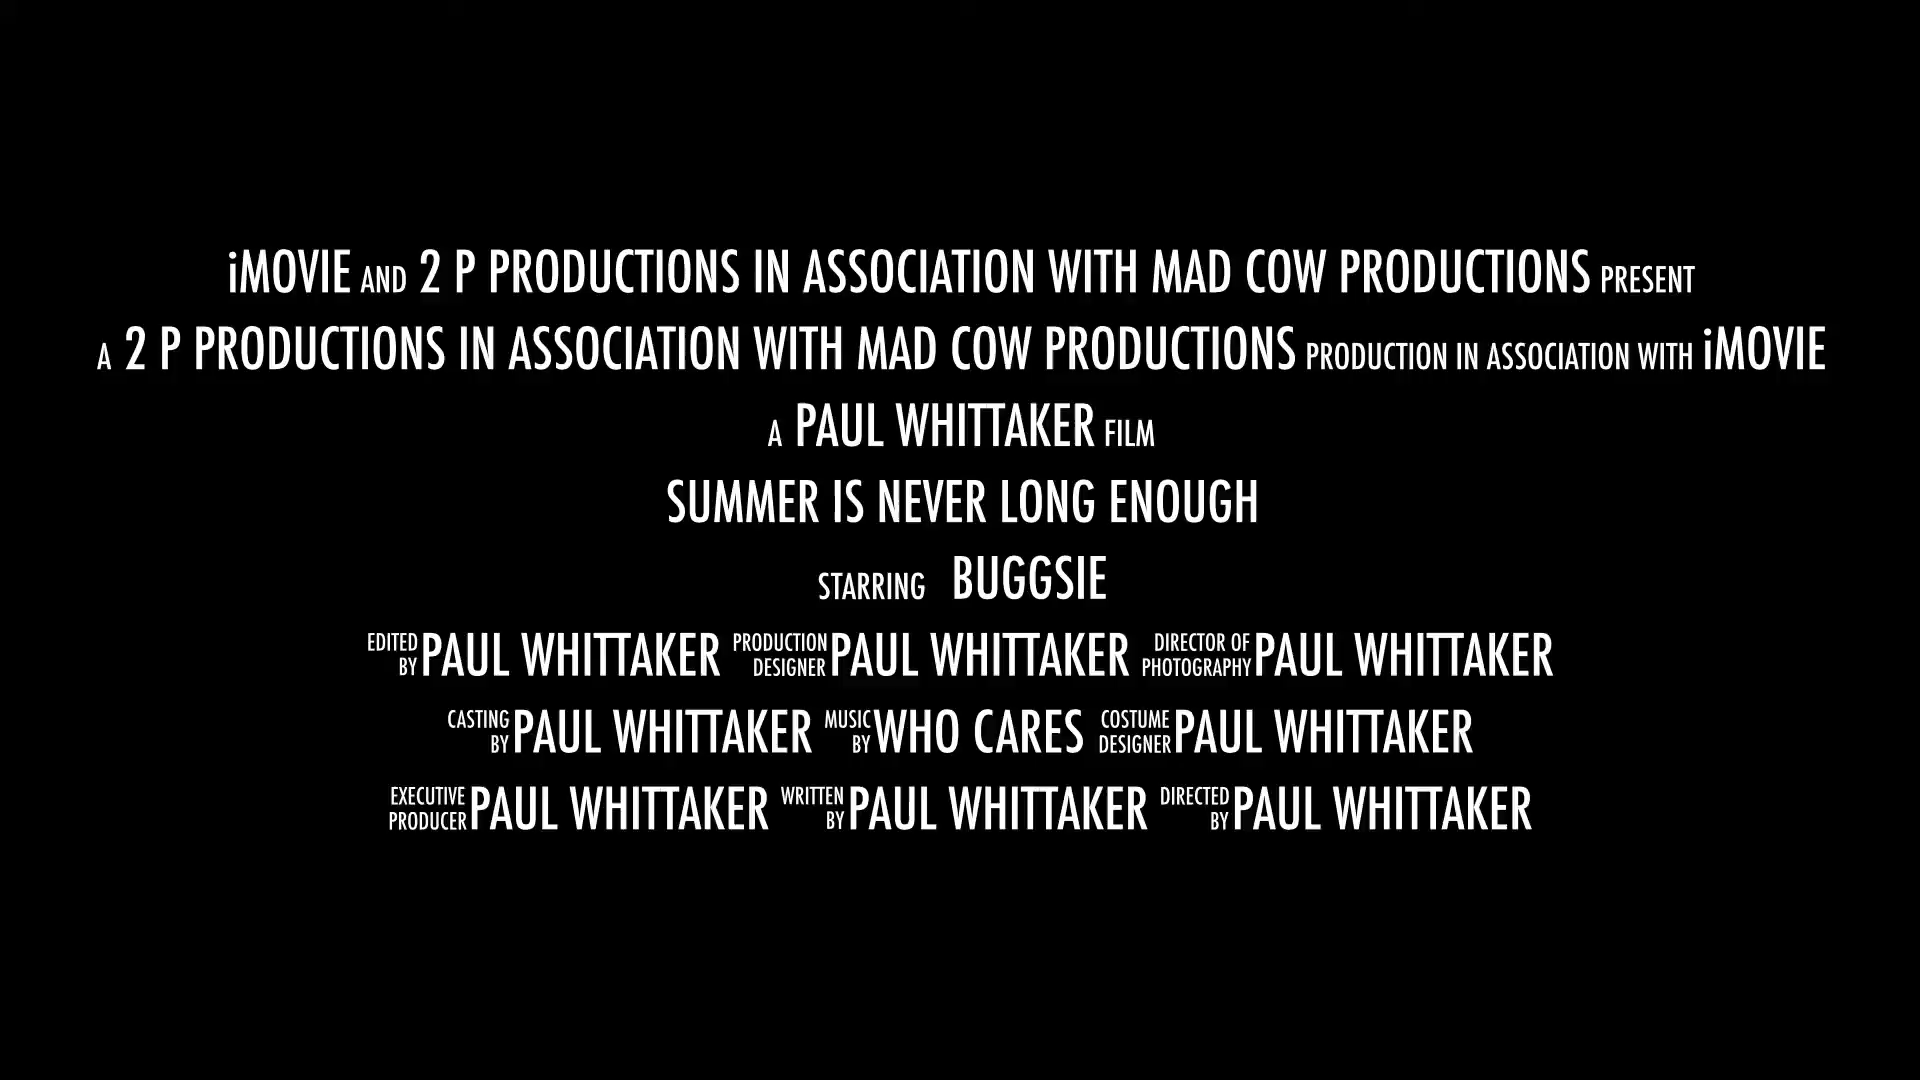 iMOVIE AND 2 P PRODUCTIONS IN ASSOCIATION WITH MAD COW PRODUCTIONS PRESENT
A 2 P PRODUCTIONS IN ASSOCIATION WITH MAD COW PRODUCTIONS PRODUCTION IN ASSOCIATION WITH iMOVIE
A PAUL WHITTAKER FILM
SUMMER IS NEVER LONG ENOUGH
STARRING BUGGSIE
EDITED BY PAUL WHITTAKER PRODUCTION DESIGNER PAUL WHITTAKER DIRECTOR OF PHOTOGRAPHY PAUL WHITTAKER
CASTING BY PAUL WHITTAKER MUSIC BY WHO CARES COSTUME DESIGNER PAUL WHITTAKER
EXECUTIVE PRODUCER PAUL WHITTAKER WRITTEN BY PAUL WHITTAKER DIRECTED BY PAUL WHITTAKER